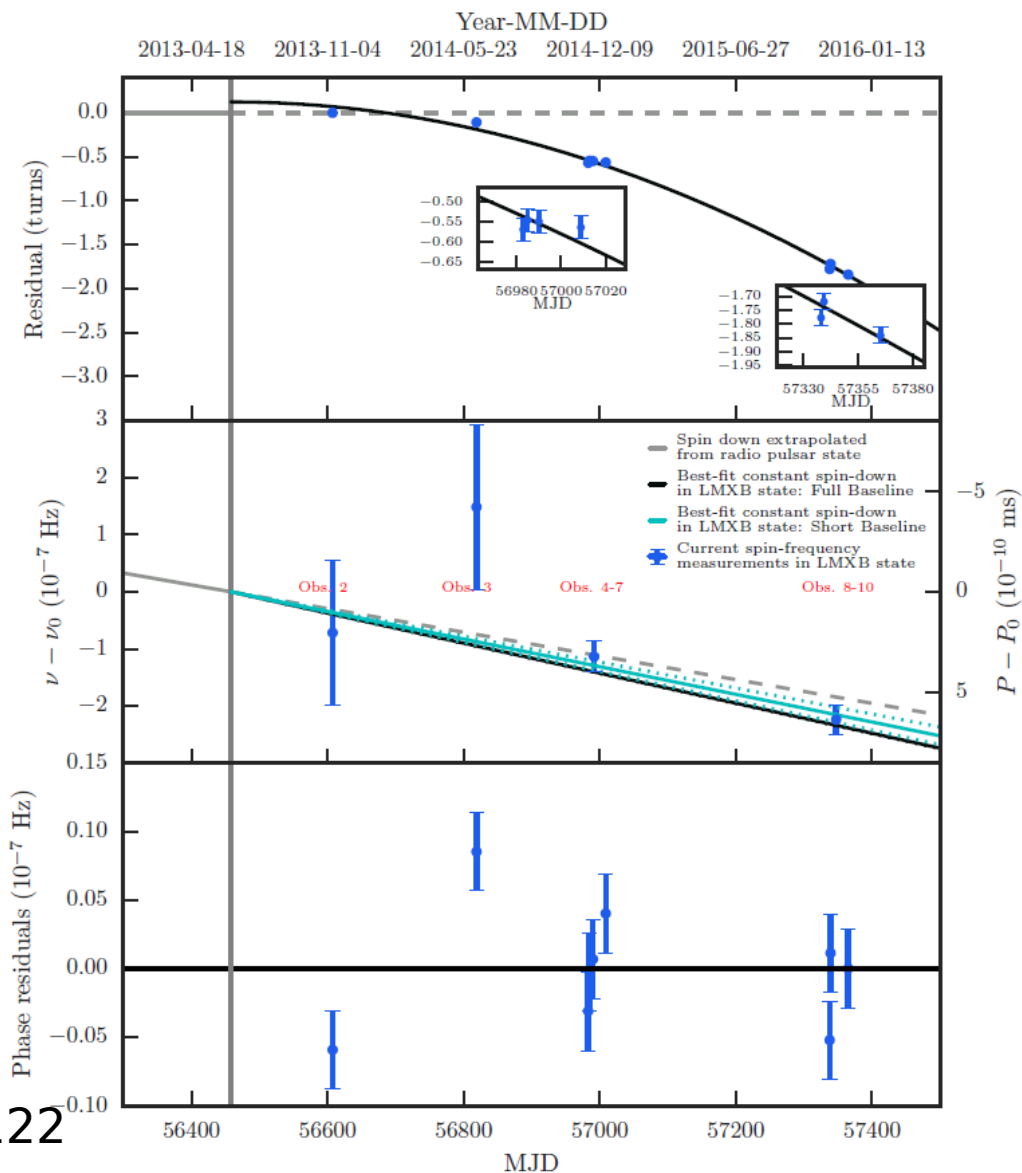 Year-MM-DD
2013-04-18 2013-11-04 2014-05-23 2014-12-09 2015-06-27 2016-01-13
Residual (turns)
0.0
−0.5
−1.0
−1.5
−2.0
−2.5
−3.0
−0.50
−0.55
−0.60
−0.65
56980 57000 57020
MJD
−1.70
−1.75
−1.80
−1.85
−1.90
−1.95
57330 57355 57380
MJD
ν − ν₀ (10⁻⁷ Hz)
3
2
1
0
−1
−2
Spin down extrapolated
from radio pulsar state
Best-fit constant spin-down
in LMXB state: Full Baseline
Best-fit constant spin-down
in LMXB state: Short Baseline
Current spin-frequency
measurements in LMXB state
Obs. 2 Obs. 3 Obs. 4-7 Obs. 8-10
−5
0
5
P − P₀ (10⁻¹⁰ ms)
Phase residuals (10⁻⁷ Hz)
0.15
0.10
0.05
0.00
−0.05
−0.10
56400 56600 56800 57000 57200 57400
MJD
122